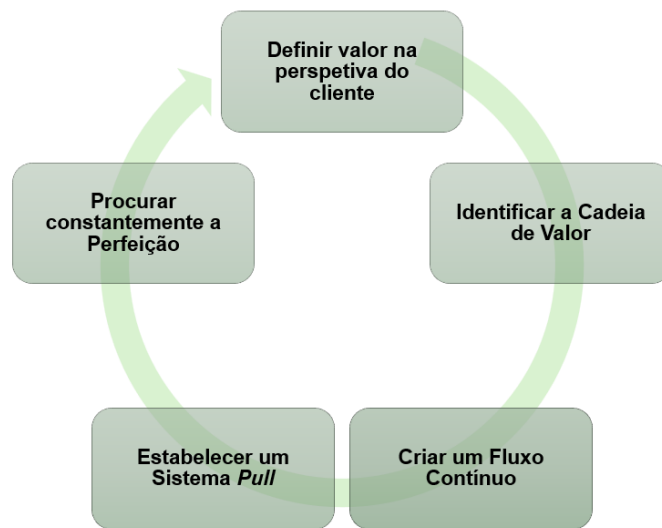 Definir valor na
perspetiva do
cliente
Identificar a Cadeia
de Valor
Criar um Fluxo
Contínuo
Estabelecer um
Sistema Pull
Procurar
constantemente a
Perfeição